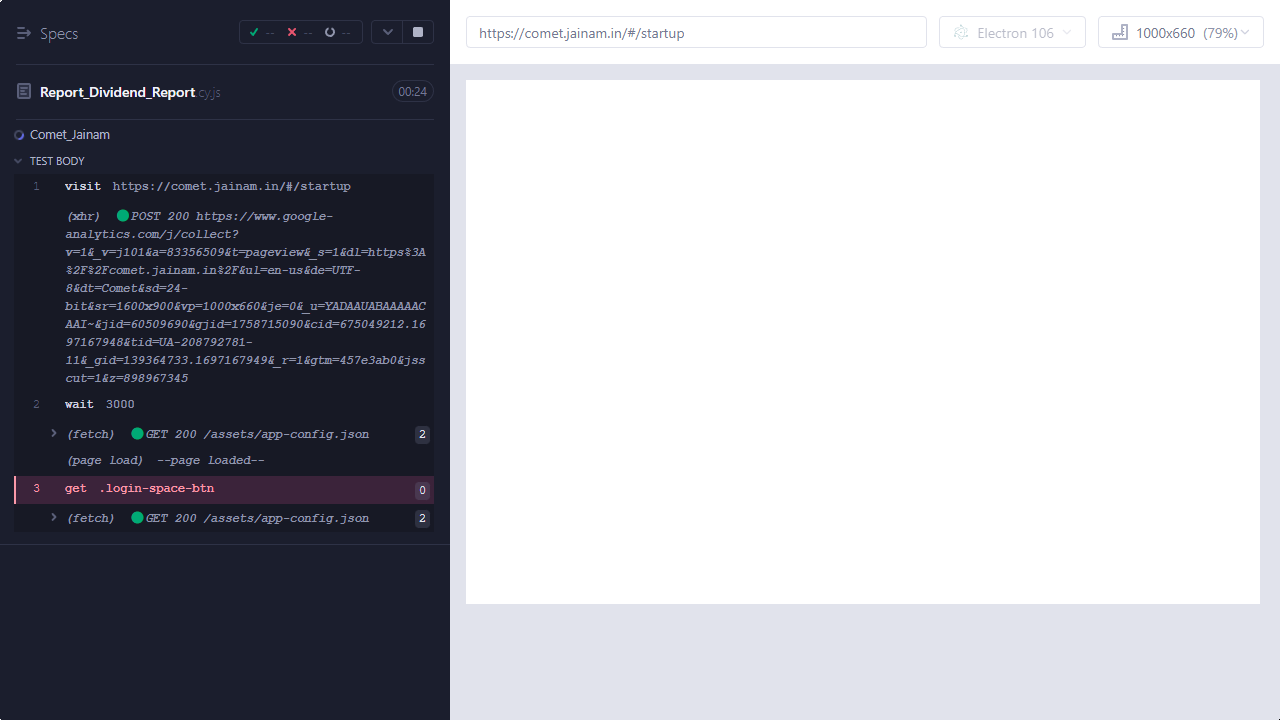 Specs
-- -- --
Report_Dividend_Report.cy.js
00:24
Comet_Jainam
TEST BODY
1 visit https://comet.jainam.in/#/startup
(xhr) POST 200 https://www.google-
analytics.com/j/collect?
v=1&_v=j101&a=83356509&t=pageview&_s=1&dl=https%3A
%2F%2Fcomet.jainam.in%2F&ul=en-us&de=UTF-
8&dt=Comet&sd=24-
bit&sr=1600x900&vp=1000x660&je=0&_u=YADAAUABAAAAAC
AAI~&jid=60509690&gjid=1758715090&cid=675049212.16
97167948&tid=UA-208792781-
11&_gid=139364733.1697167949&_r=1&gtm=457e3ab0&jss
cut=1&z=898967345
2 wait 3000
(fetch) GET 200 /assets/app-config.json 2
(page load) --page loaded--
3 get .login-space-btn 0
(fetch) GET 200 /assets/app-config.json 2
https://comet.jainam.in/#/startup
Electron 106
1000x660 (79%)